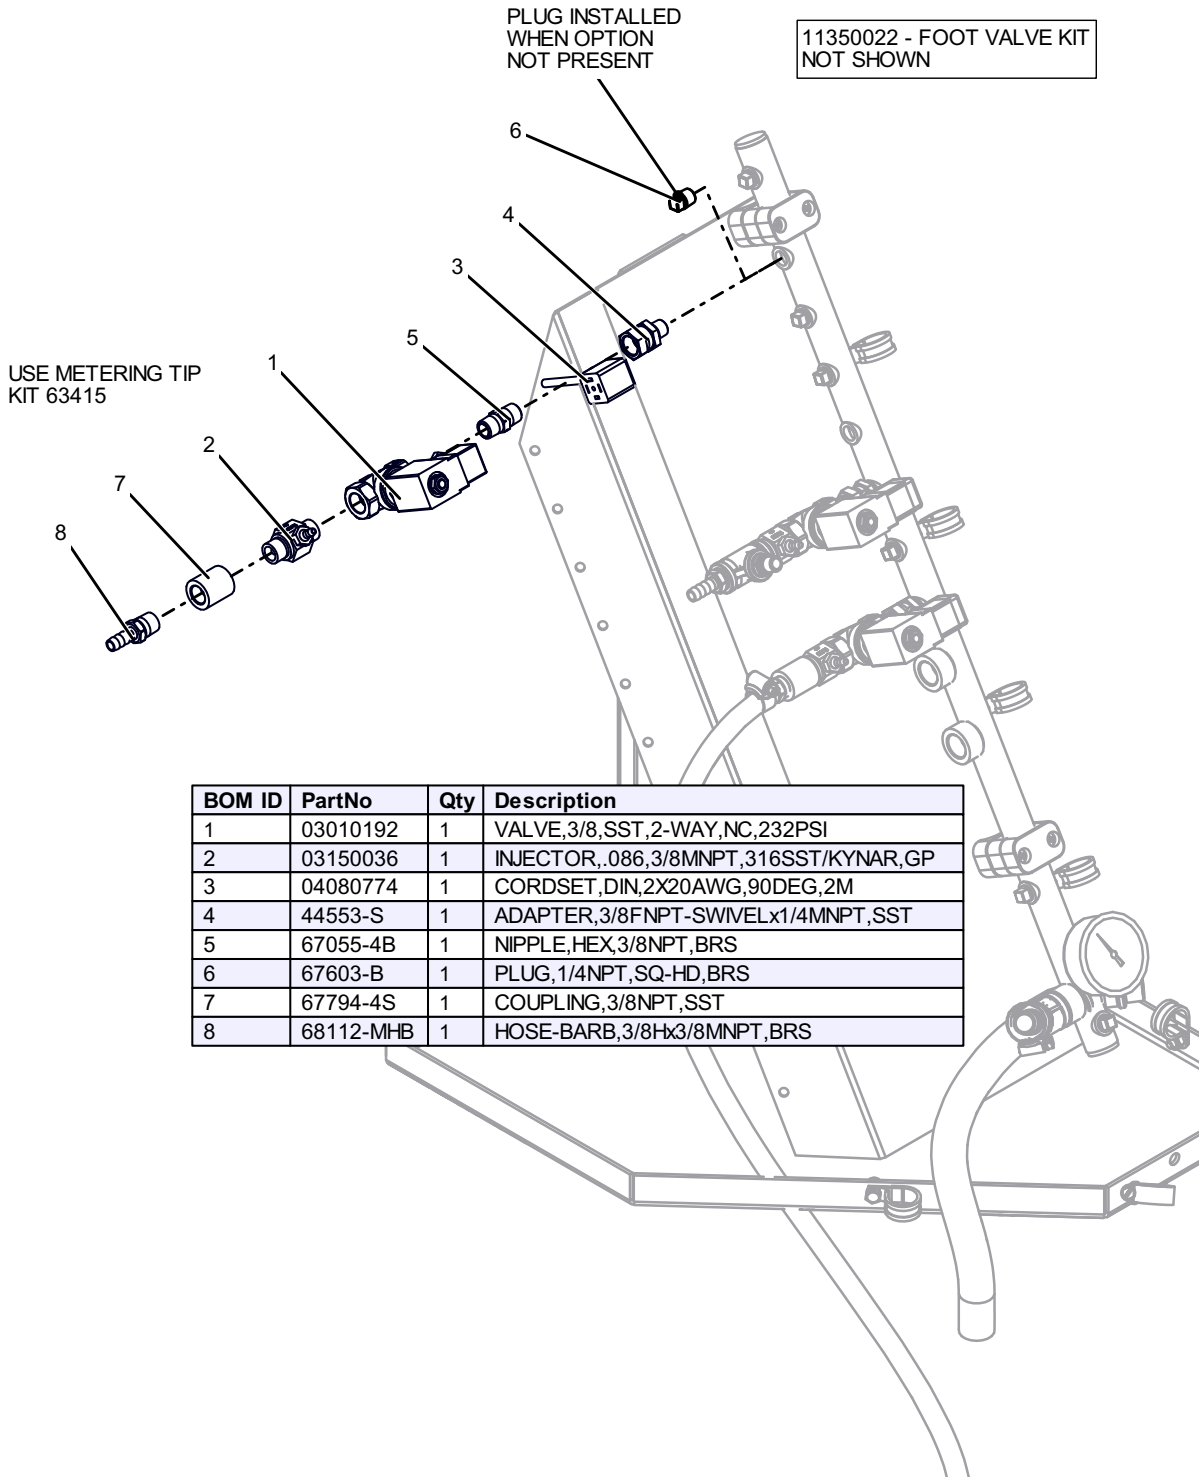 PLUG INSTALLED
WHEN OPTION
NOT PRESENT
11350022 - FOOT VALVE KIT
NOT SHOWN
6
4
3
5
1
USE METERING TIP
KIT 63415
2
7
8
BOM ID PartNo Qty Description
1 03010192 1 VALVE,3/8,SST,2-WAY,NC,232PSI
2 03150036 1 INJECTOR,.086,3/8MNPT,316SST/KYNAR,GP
3 04080774 1 CORDSET,DIN,2X20AWG,90DEG,2M
4 44553-S 1 ADAPTER,3/8FNPT-SWIVELx1/4MNPT,SST
5 67055-4B 1 NIPPLE,HEX,3/8NPT,BRS
6 67603-B 1 PLUG,1/4NPT,SQ-HD,BRS
7 67794-4S 1 COUPLING,3/8NPT,SST
8 68112-MHB 1 HOSE-BARB,3/8Hx3/8MNPT,BRS